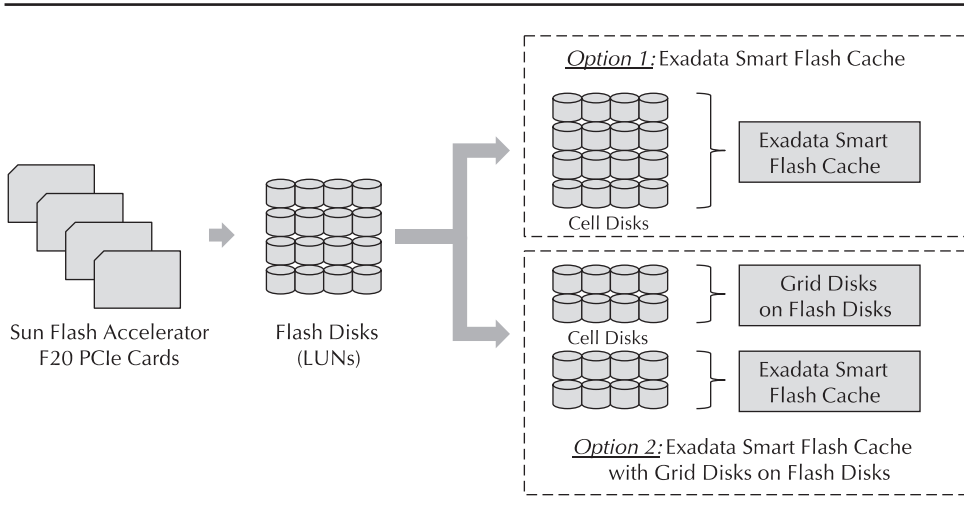 Option 1: Exadata Smart Flash Cache
Exadata Smart
Flash Cache
Cell Disks
Sun Flash Accelerator
F20 PCIe Cards
Flash Disks
(LUNs)
Grid Disks
on Flash Disks
Cell Disks
Exadata Smart
Flash Cache
Option 2: Exadata Smart Flash Cache
with Grid Disks on Flash Disks